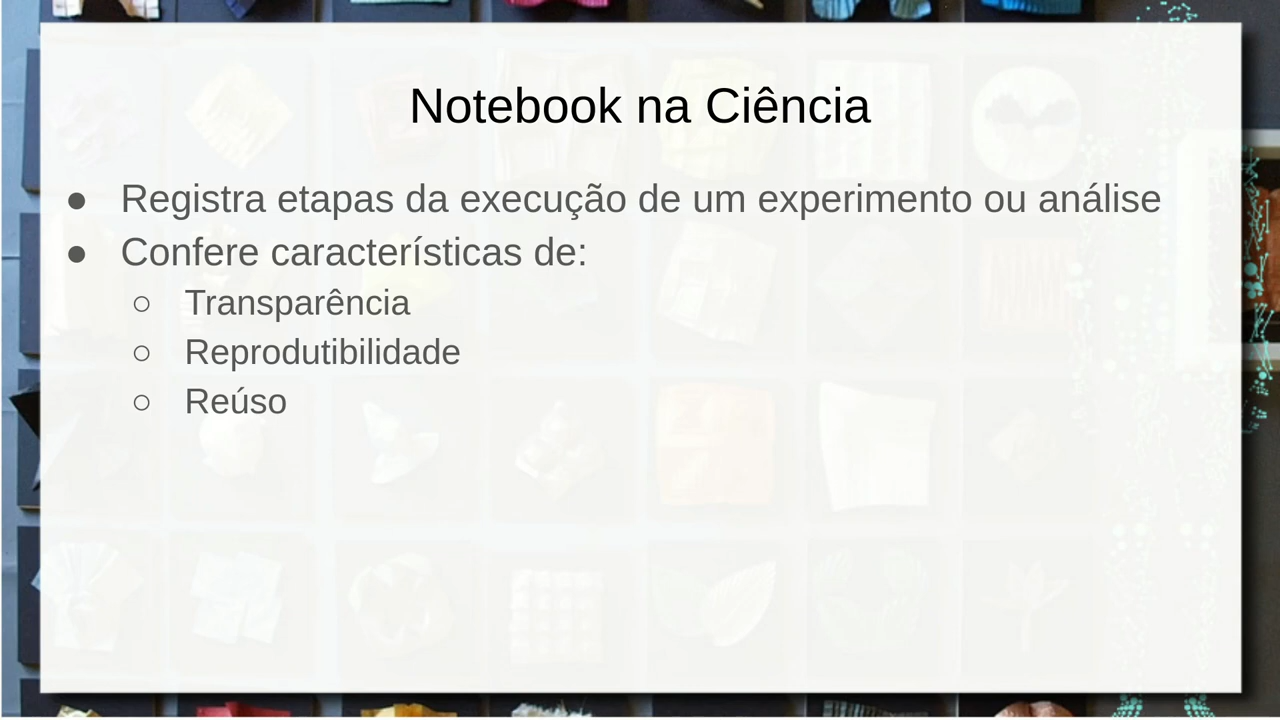 Notebook na Ciência
● Registra etapas da execução de um experimento ou análise
● Confere características de:
○ Transparência
○ Reprodutibilidade
○ Reúso